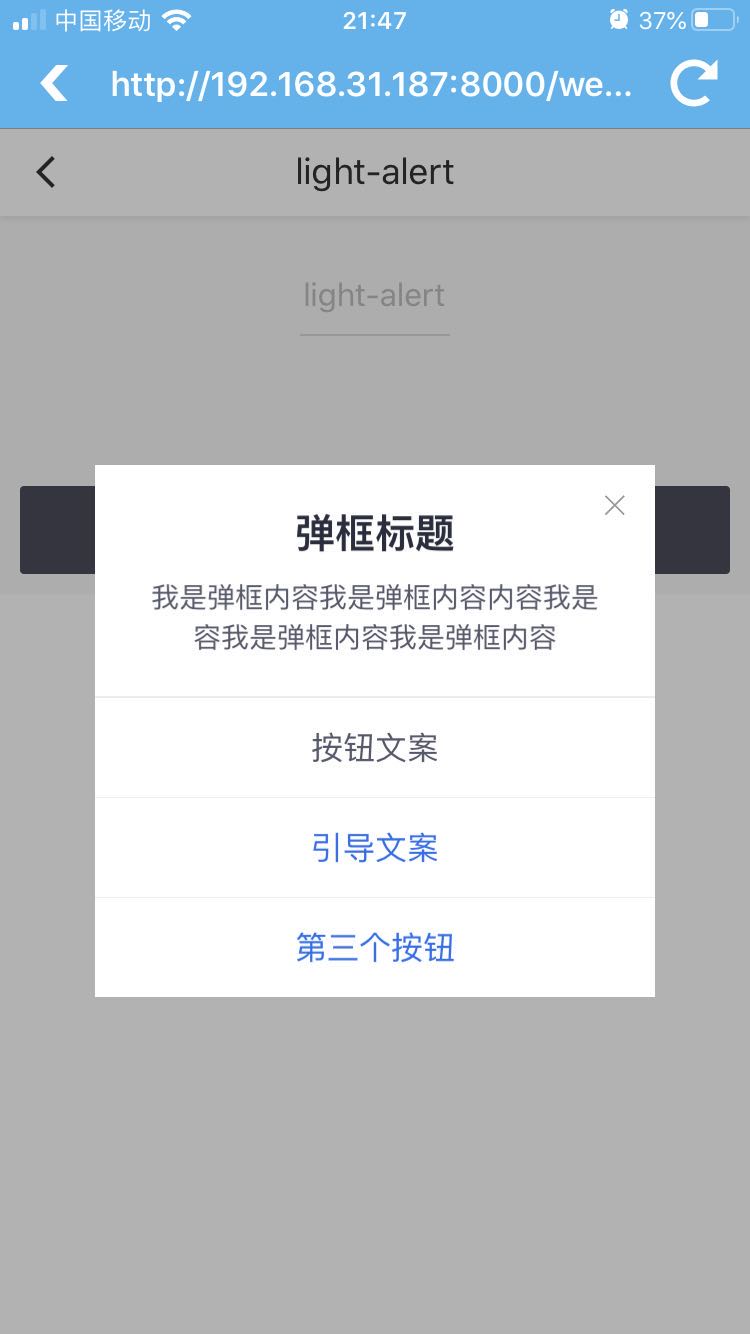 中国移动 21:47 37%
http://192.168.31.187:8000/we...
light-alert
light-alert
弹框标题
我是弹框内容我是弹框内容内容我是
容我是弹框内容我是弹框内容
按钮文案
引导文案
第三个按钮